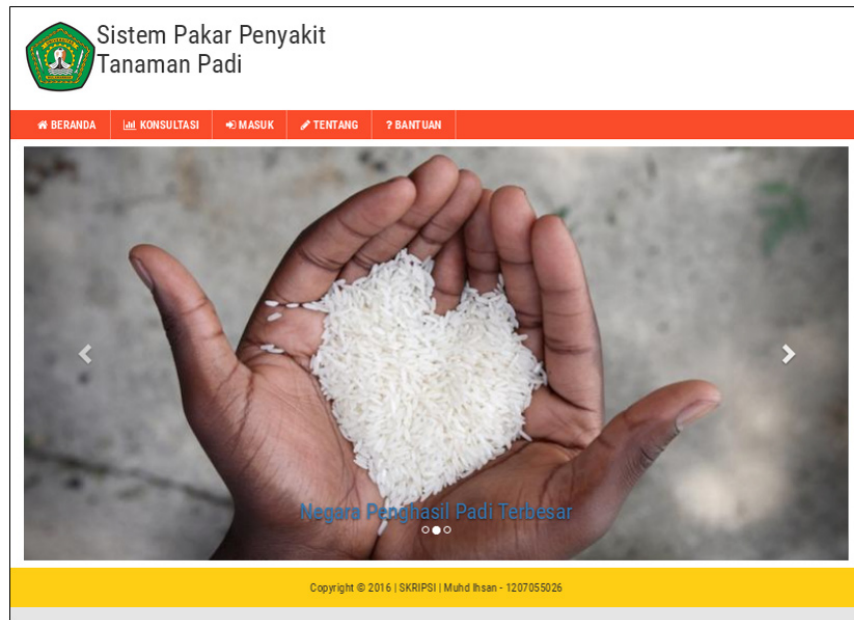 Sistem Pakar Penyakit
Tanaman Padi
BERANDA
KONSULTASI
MASUK
TENTANG
? BANTUAN
Negara Penghasil Padi Terbesar
Copyright © 2016 | SKRIPSI | Muhd Ihsan - 1207055026